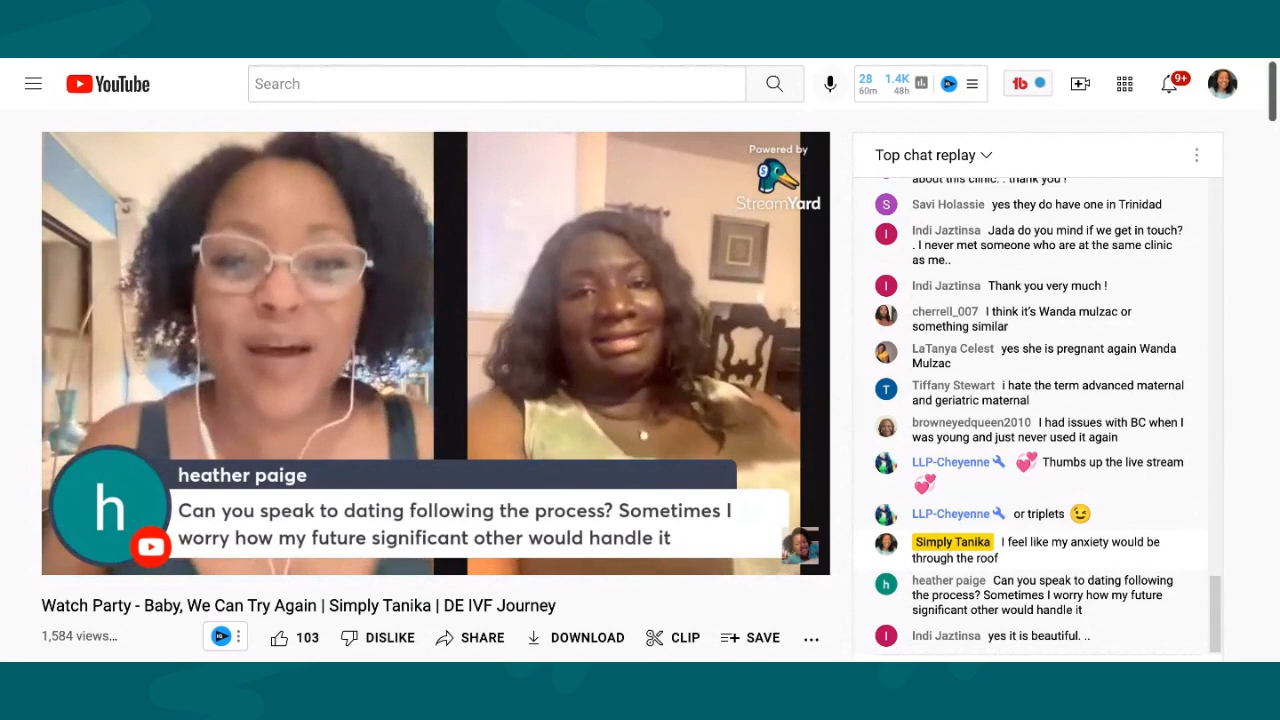 YouTube
Search
28
60m
1.4K
48h
9+
Powered by
StreamYard
h
heather paige
Can you speak to dating following the process? Sometimes I
worry how my future significant other would handle it
Watch Party - Baby, We Can Try Again | Simply Tanika | DE IVF Journey
1,584 views...
103
DISLIKE
SHARE
DOWNLOAD
CLIP
SAVE
Top chat replay
about this clinic. . thank you !
S
Savi Holassie yes they do have one in Trinidad
I
Indi Jaztinsa Jada do you mind if we get in touch?
. I never met someone who are at the same clinic
as me..
I
Indi Jaztinsa Thank you very much !
cherrell_007 I think it's Wanda mulzac or
something similar
LaTanya Celest yes she is pregnant again Wanda
Mulzac
T
Tiffany Stewart i hate the term advanced maternal
and geriatric maternal
browneyedqueen2010 I had issues with BC when I
was young and just never used it again
LLP-Cheyenne 💞 Thumbs up the live stream
💞
LLP-Cheyenne or triplets 😉
Simply Tanika I feel like my anxiety would be
through the roof
h
heather paige Can you speak to dating following
the process? Sometimes I worry how my future
significant other would handle it
I
Indi Jaztinsa yes it is beautiful. ..